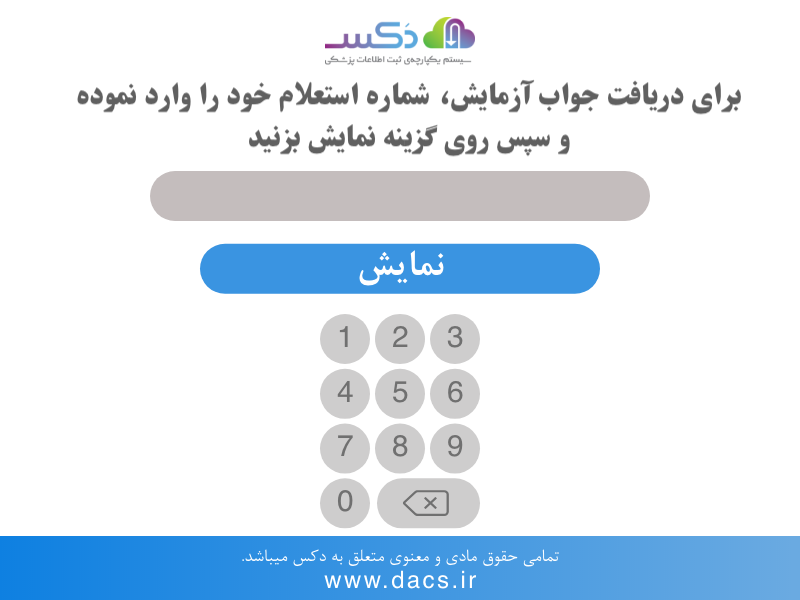 دکس
سیستم یکپارچه‌ی ثبت اطلاعات پزشکی
برای دریافت جواب آزمایش، شماره استعلام خود را وارد نموده
و سپس روی گزینه نمایش بزنید
نمایش
1 2 3
4 5 6
7 8 9
0
تمامی حقوق مادی و معنوی متعلق به دکس میباشد.
www.dacs.ir